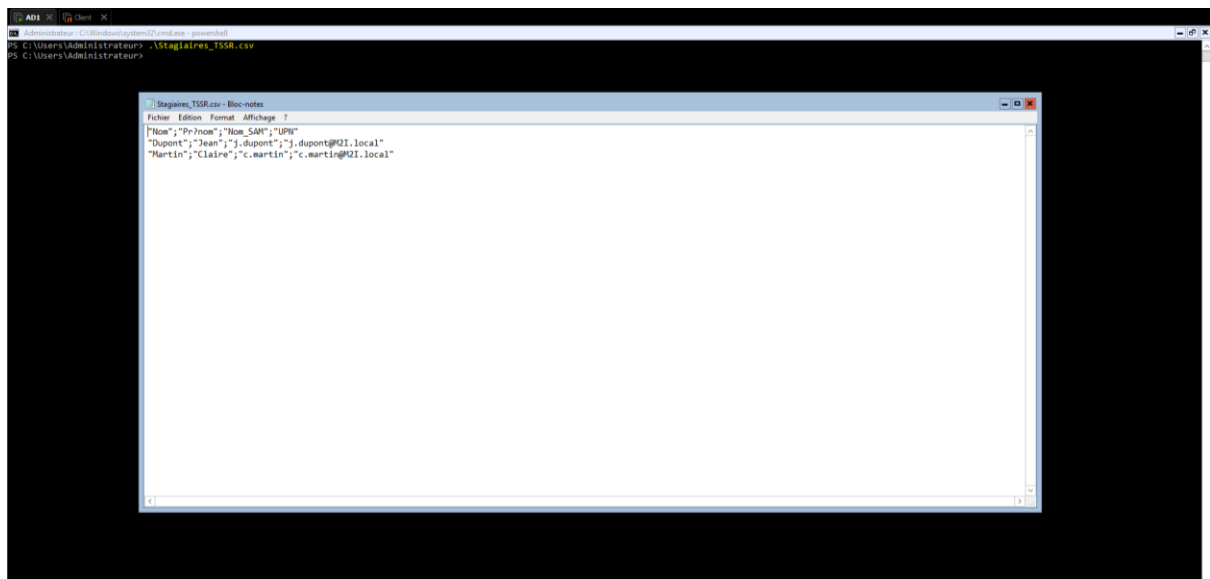 AD1 Client
Administrateur : C:\Windows\system32\cmd.exe - powershell
PS C:\Users\Administrateur> .\Stagiaires_TSSR.csv
PS C:\Users\Administrateur>
Stagiaires_TSSR.csv - Bloc-notes
Fichier Edition Format Affichage ?
"Nom";"Pr?nom";"Nom_SAM";"UPN"
"Dupont";"Jean";"j.dupont";"j.dupont@M2I.local"
"Martin";"Claire";"c.martin";"c.martin@M2I.local"